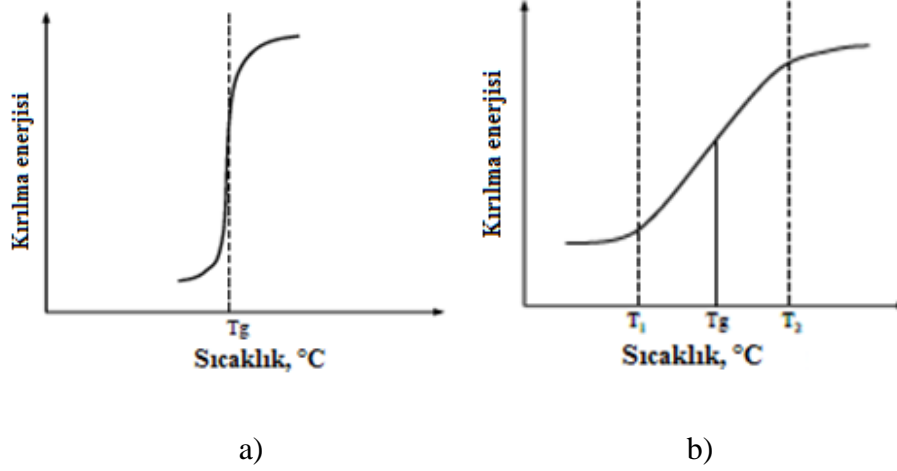 Kırılma enerjisi
Tg
Sıcaklık, °C
a)
Kırılma enerjisi
T₁ Tg T₂
Sıcaklık, °C
b)